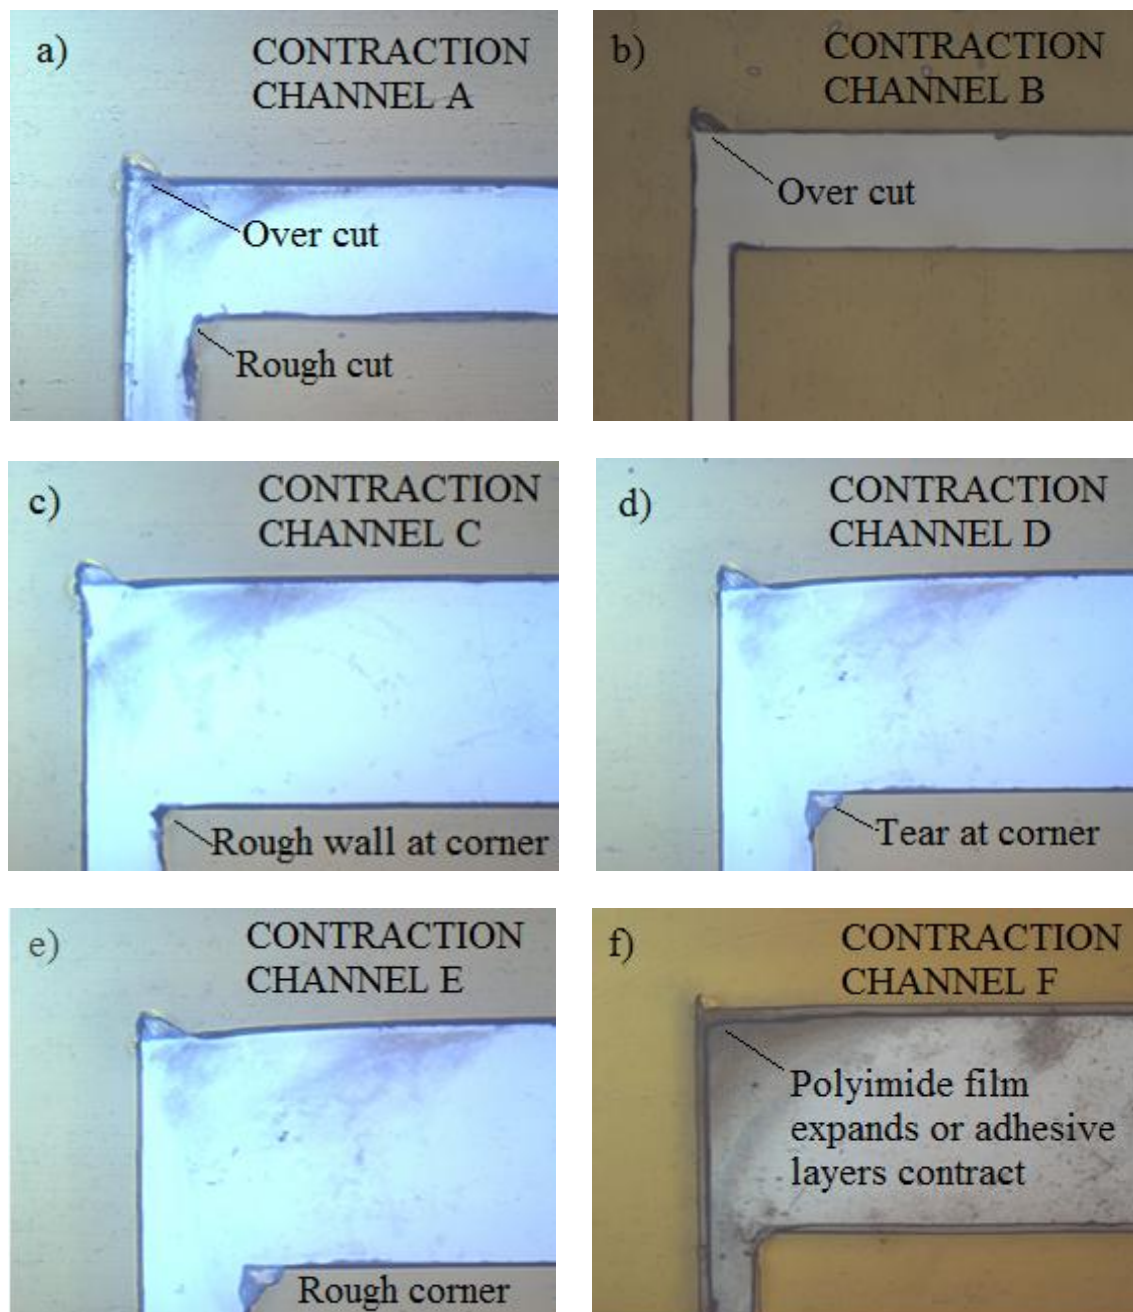 a)
CONTRACTION
CHANNEL A
Over cut
Rough cut
b)
CONTRACTION
CHANNEL B
Over cut
c)
CONTRACTION
CHANNEL C
Rough wall at corner
d)
CONTRACTION
CHANNEL D
Tear at corner
e)
CONTRACTION
CHANNEL E
Rough corner
f)
CONTRACTION
CHANNEL F
Polyimide film
expands or adhesive
layers contract